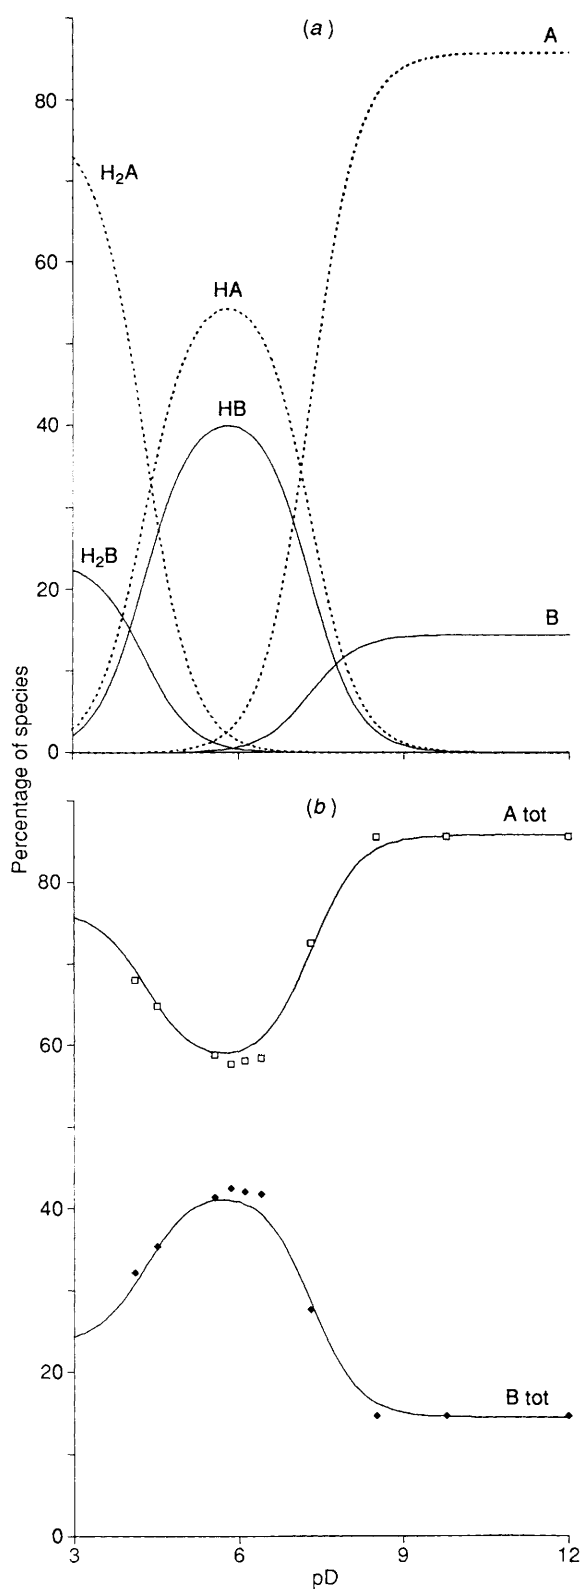 (a)
A
80
H₂A
60
HA
HB
40
H₂B
20
B
0
Percentage of species
(b)
A tot
80
60
40
20
B tot
0
3 6 9 12
pD